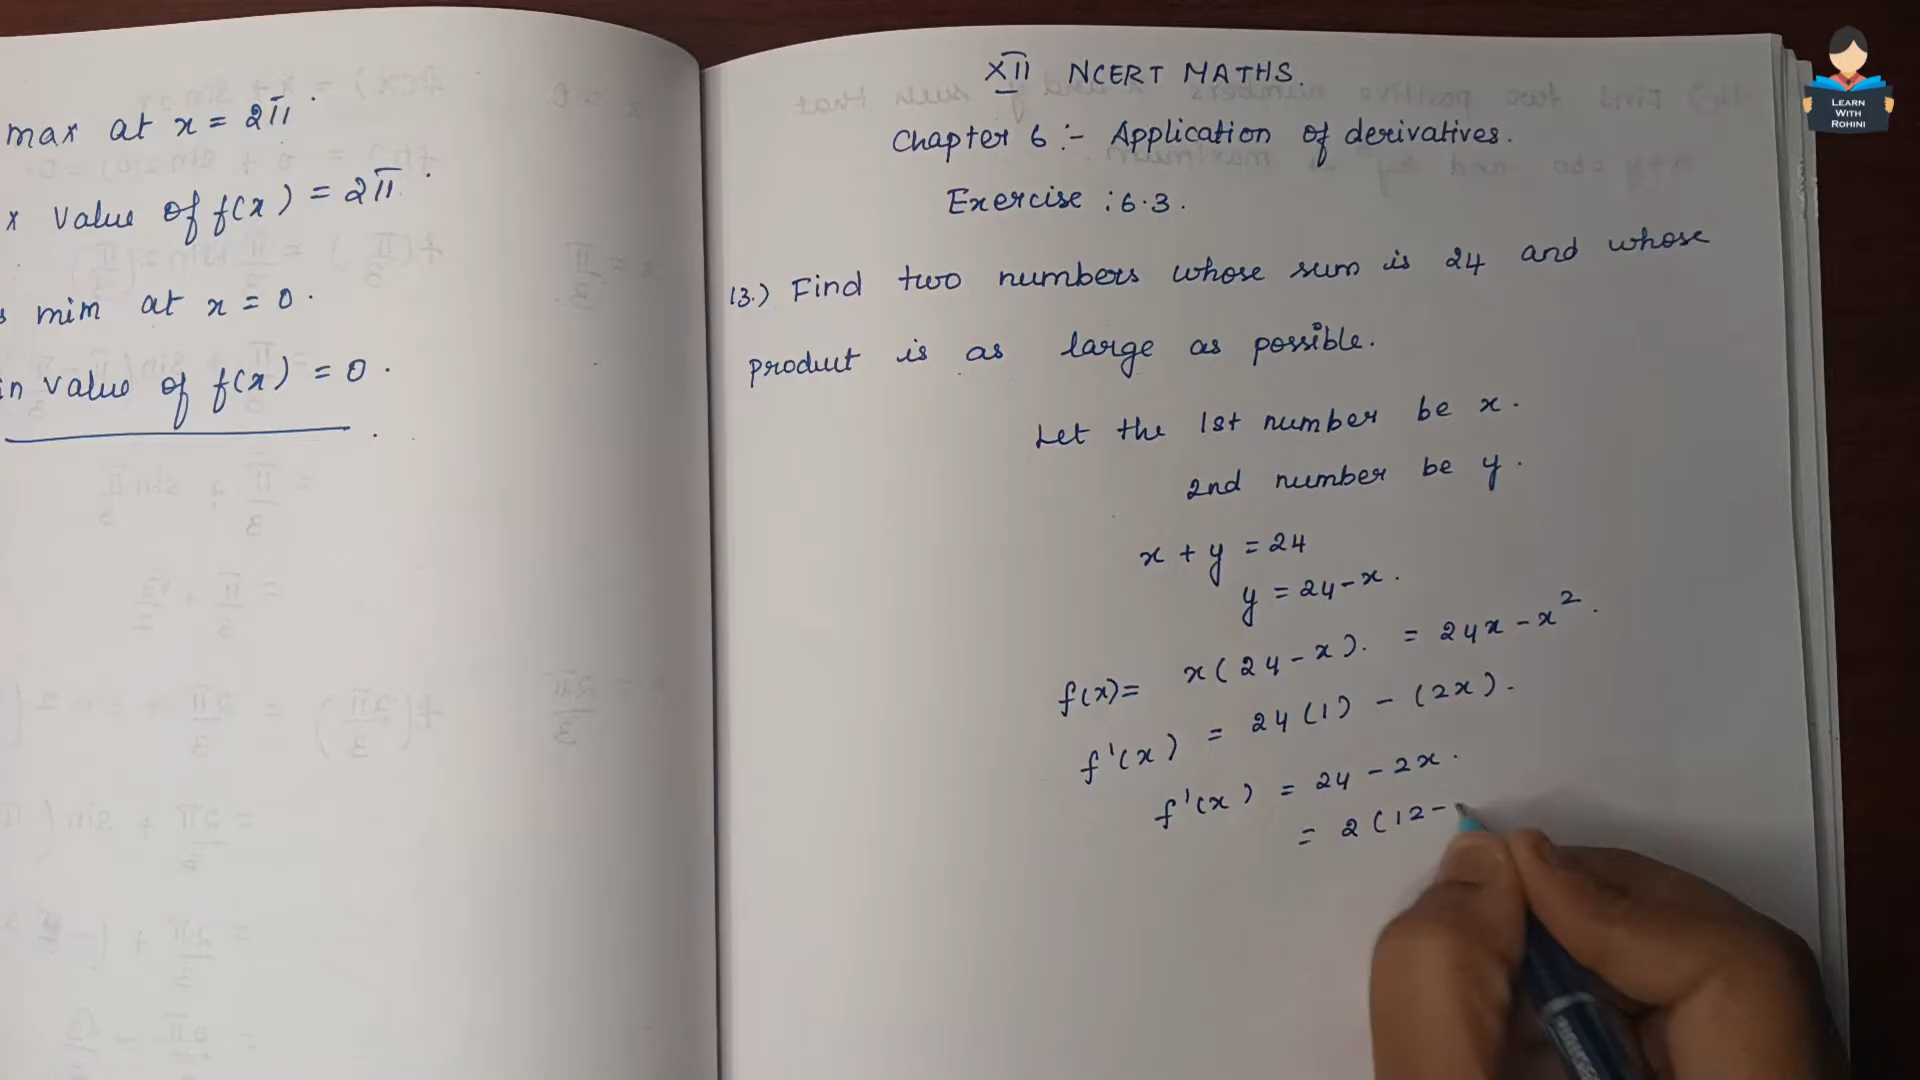 max at x = 2π.
x value of f(x) = 2π.
s mim at x = 0.
in value of f(x) = 0.
XII NCERT MATHS.
Chapter 6 :- Application of derivatives.
Exercise : 6.3.
13.) Find two numbers whose sum is 24 and whose
product is as large as possible.
Let the 1st number be x.
2nd number be y.
x + y = 24
y = 24 - x.
f(x) = x(24 - x). = 24x - x².
f'(x) = 24(1) - (2x).
f'(x) = 24 - 2x.
= 2(12 -
LEARN
WITH
ROHINI